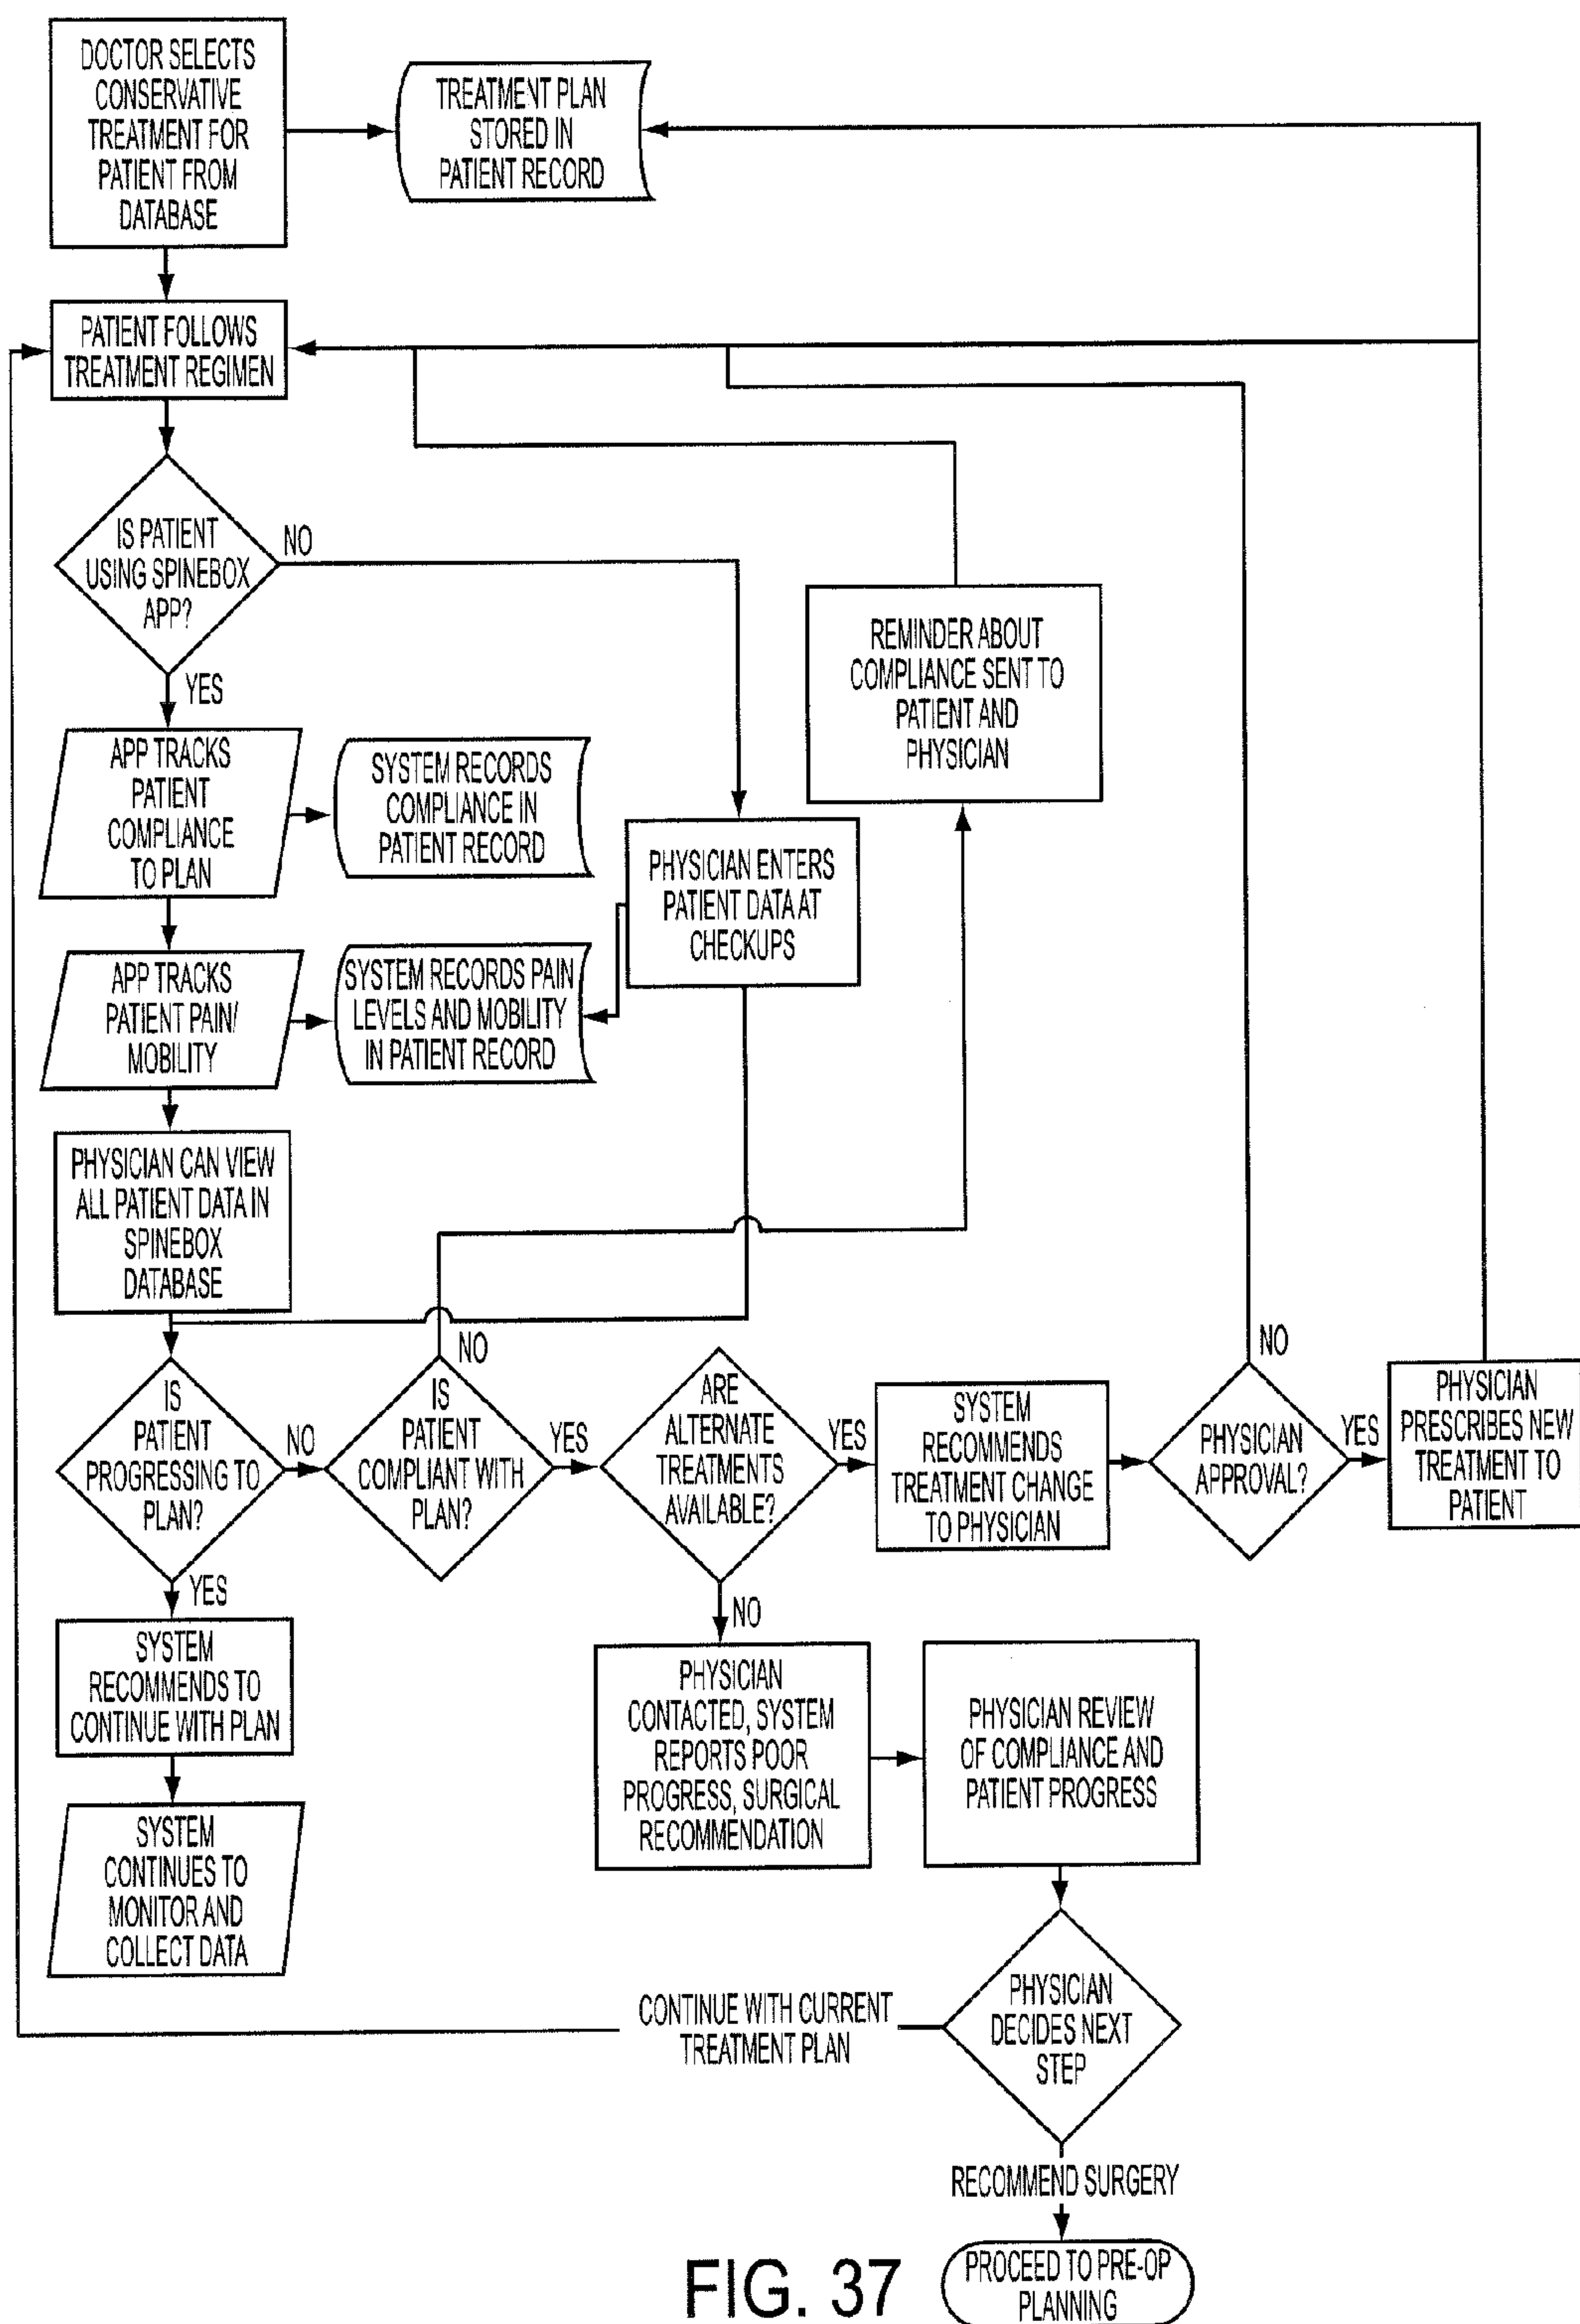 DOCTOR SELECTS
CONSERVATIVE
TREATMENT FOR
PATIENT FROM
DATABASE
TREATMENT PLAN
STORED IN
PATIENT RECORD
PATIENT FOLLOWS
TREATMENT REGIMEN
IS PATIENT
USING SPINEBOX
APP?
NO
YES
REMINDER ABOUT
COMPLIANCE SENT TO
PATIENT AND
PHYSICIAN
APP TRACKS
PATIENT
COMPLIANCE
TO PLAN
SYSTEM RECORDS
COMPLIANCE IN
PATIENT RECORD
PHYSICIAN ENTERS
PATIENT DATA AT
CHECKUPS
APP TRACKS
PATIENT PAIN/
MOBILITY
SYSTEM RECORDS PAIN
LEVELS AND MOBILITY
IN PATIENT RECORD
PHYSICIAN CAN VIEW
ALL PATIENT DATA IN
SPINEBOX
DATABASE
IS
PATIENT
PROGRESSING TO
PLAN?
NO
NO
IS
PATIENT
COMPLIANT WITH
PLAN?
YES
ARE
ALTERNATE
TREATMENTS
AVAILABLE?
YES
SYSTEM
RECOMMENDS
TREATMENT CHANGE
TO PHYSICIAN
NO
PHYSICIAN
APPROVAL?
YES
PHYSICIAN
PRESCRIBES NEW
TREATMENT TO
PATIENT
YES
SYSTEM
RECOMMENDS TO
CONTINUE WITH PLAN
NO
PHYSICIAN
CONTACTED, SYSTEM
REPORTS POOR
PROGRESS, SURGICAL
RECOMMENDATION
PHYSICIAN REVIEW
OF COMPLIANCE AND
PATIENT PROGRESS
SYSTEM
CONTINUES TO
MONITOR AND
COLLECT DATA
CONTINUE WITH CURRENT
TREATMENT PLAN
PHYSICIAN
DECIDES NEXT
STEP
RECOMMEND SURGERY
PROCEED TO PRE-OP
PLANNING
FIG. 37